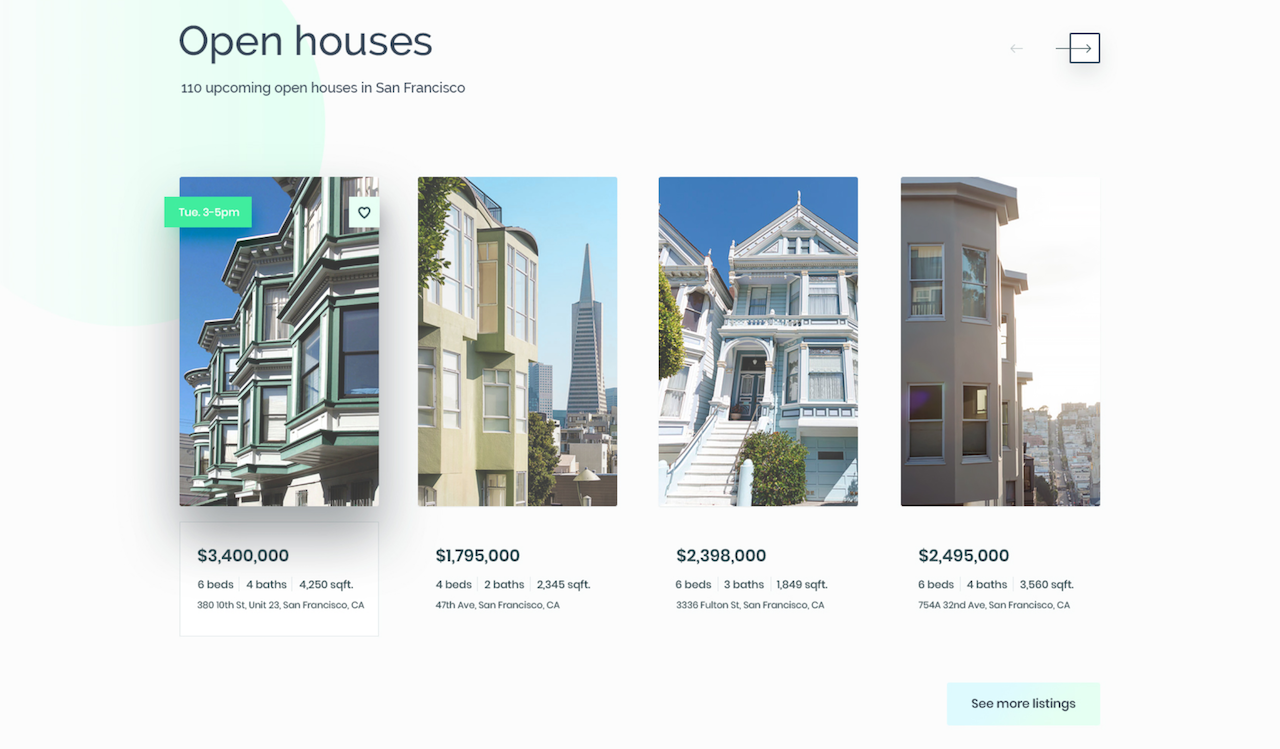 Open houses
110 upcoming open houses in San Francisco
Tue. 3-5pm
$3,400,000
6 beds 4 baths 4,250 sqft.
380 10th St, Unit 23, San Francisco, CA
$1,795,000
4 beds 2 baths 2,345 sqft.
47th Ave, San Francisco, CA
$2,398,000
6 beds 3 baths 1,849 sqft.
3336 Fulton St, San Francisco, CA
$2,495,000
6 beds 4 baths 3,560 sqft.
754A 32nd Ave, San Francisco, CA
See more listings